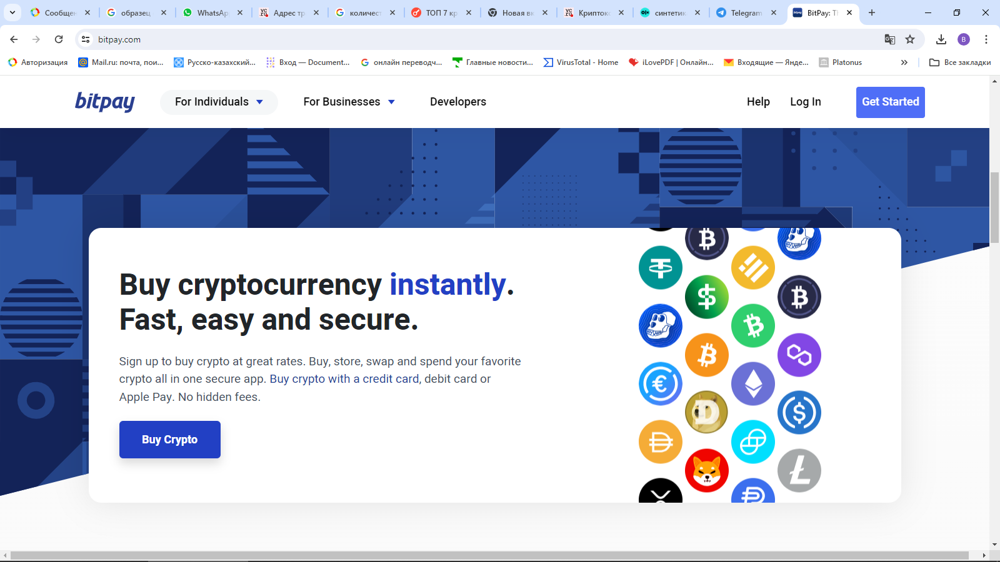 Сообщен
образец
WhatsApp
Адрес тр
количест
ТОП 7 кр
Новая вк
Криптокс
синтетик
Telegram
BitPay: Th
bitpay.com
B
Авторизация
Mail.ru: почта, пои...
Русско-казахский...
Вход — Document...
онлайн переводч...
Главные новости...
VirusTotal - Home
iLovePDF | Онлайн...
Входящие — Янде...
Platonus
Все закладки
bitpay
For Individuals
For Businesses
Developers
Help
Log In
Get Started
Buy cryptocurrency instantly.
Fast, easy and secure.
Sign up to buy crypto at great rates. Buy, store, swap and spend your favorite
crypto all in one secure app. Buy crypto with a credit card, debit card or
Apple Pay. No hidden fees.
Buy Crypto